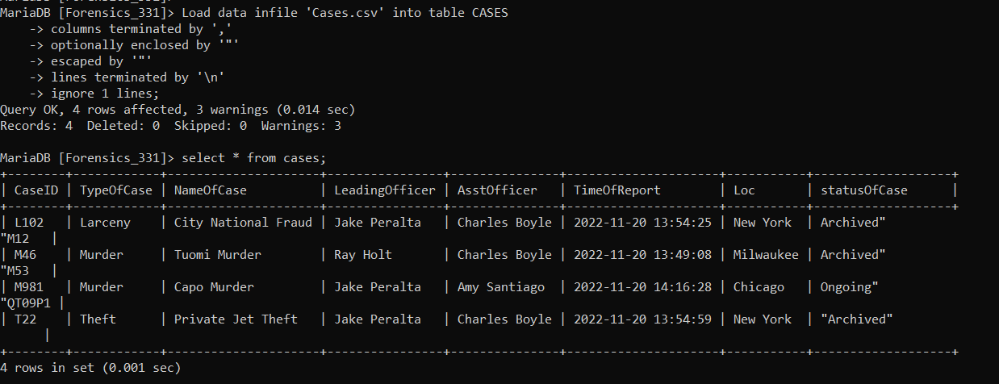 MariaDB [Forensics_331]> Load data infile 'Cases.csv' into table CASES
    -> columns terminated by ','
    -> optionally enclosed by '"'
    -> escaped by '"'
    -> lines terminated by '\n'
    -> ignore 1 lines;
Query OK, 4 rows affected, 3 warnings (0.014 sec)
Records: 4  Deleted: 0  Skipped: 0  Warnings: 3

MariaDB [Forensics_331]> select * from cases;
+--------+------------+--------------------+----------------+--------------+---------------------+-----------+-------------------+
| CaseID | TypeOfCase | NameOfCase         | LeadingOfficer | AsstOfficer  | TimeOfReport        | Loc       | statusOfCase      |
+--------+------------+--------------------+----------------+--------------+---------------------+-----------+-------------------+
| L102   | Larceny    | City National Fraud | Jake Peralta   | Charles Boyle | 2022-11-20 13:54:25 | New York  | Archived"
"M12   |
| M46    | Murder     | Tuomi Murder       | Ray Holt       | Charles Boyle | 2022-11-20 13:49:08 | Milwaukee | Archived"
"M53   |
| M981   | Murder     | Capo Murder        | Jake Peralta   | Amy Santiago  | 2022-11-20 14:16:28 | Chicago   | Ongoing"
"QT09P1 |
| T22    | Theft      | Private Jet Theft  | Jake Peralta   | Charles Boyle | 2022-11-20 13:54:59 | New York  | "Archived"
      |
+--------+------------+--------------------+----------------+--------------+---------------------+-----------+-------------------+
4 rows in set (0.001 sec)